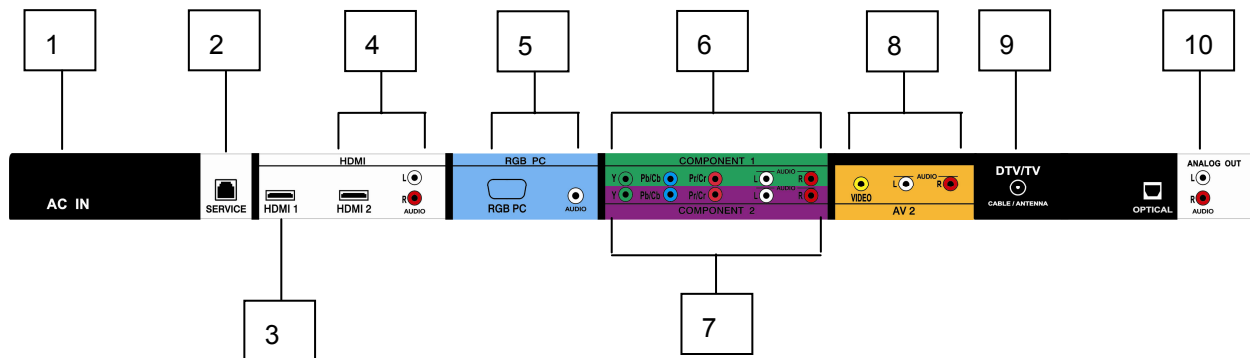 1
2
4
5
6
8
9
10
HDMI
RGB PC
COMPONENT 1
ANALOG OUT
AC IN
SERVICE
HDMI 1
HDMI 2
L
R
AUDIO
RGB PC
AUDIO
Y Pb/Cb Pr/Cr L AUDIO R
Y Pb/Cb Pr/Cr L AUDIO R
COMPONENT 2
VIDEO
L AUDIO R
AV 2
DTV/TV
CABLE / ANTENNA
OPTICAL
L
R
AUDIO
3
7